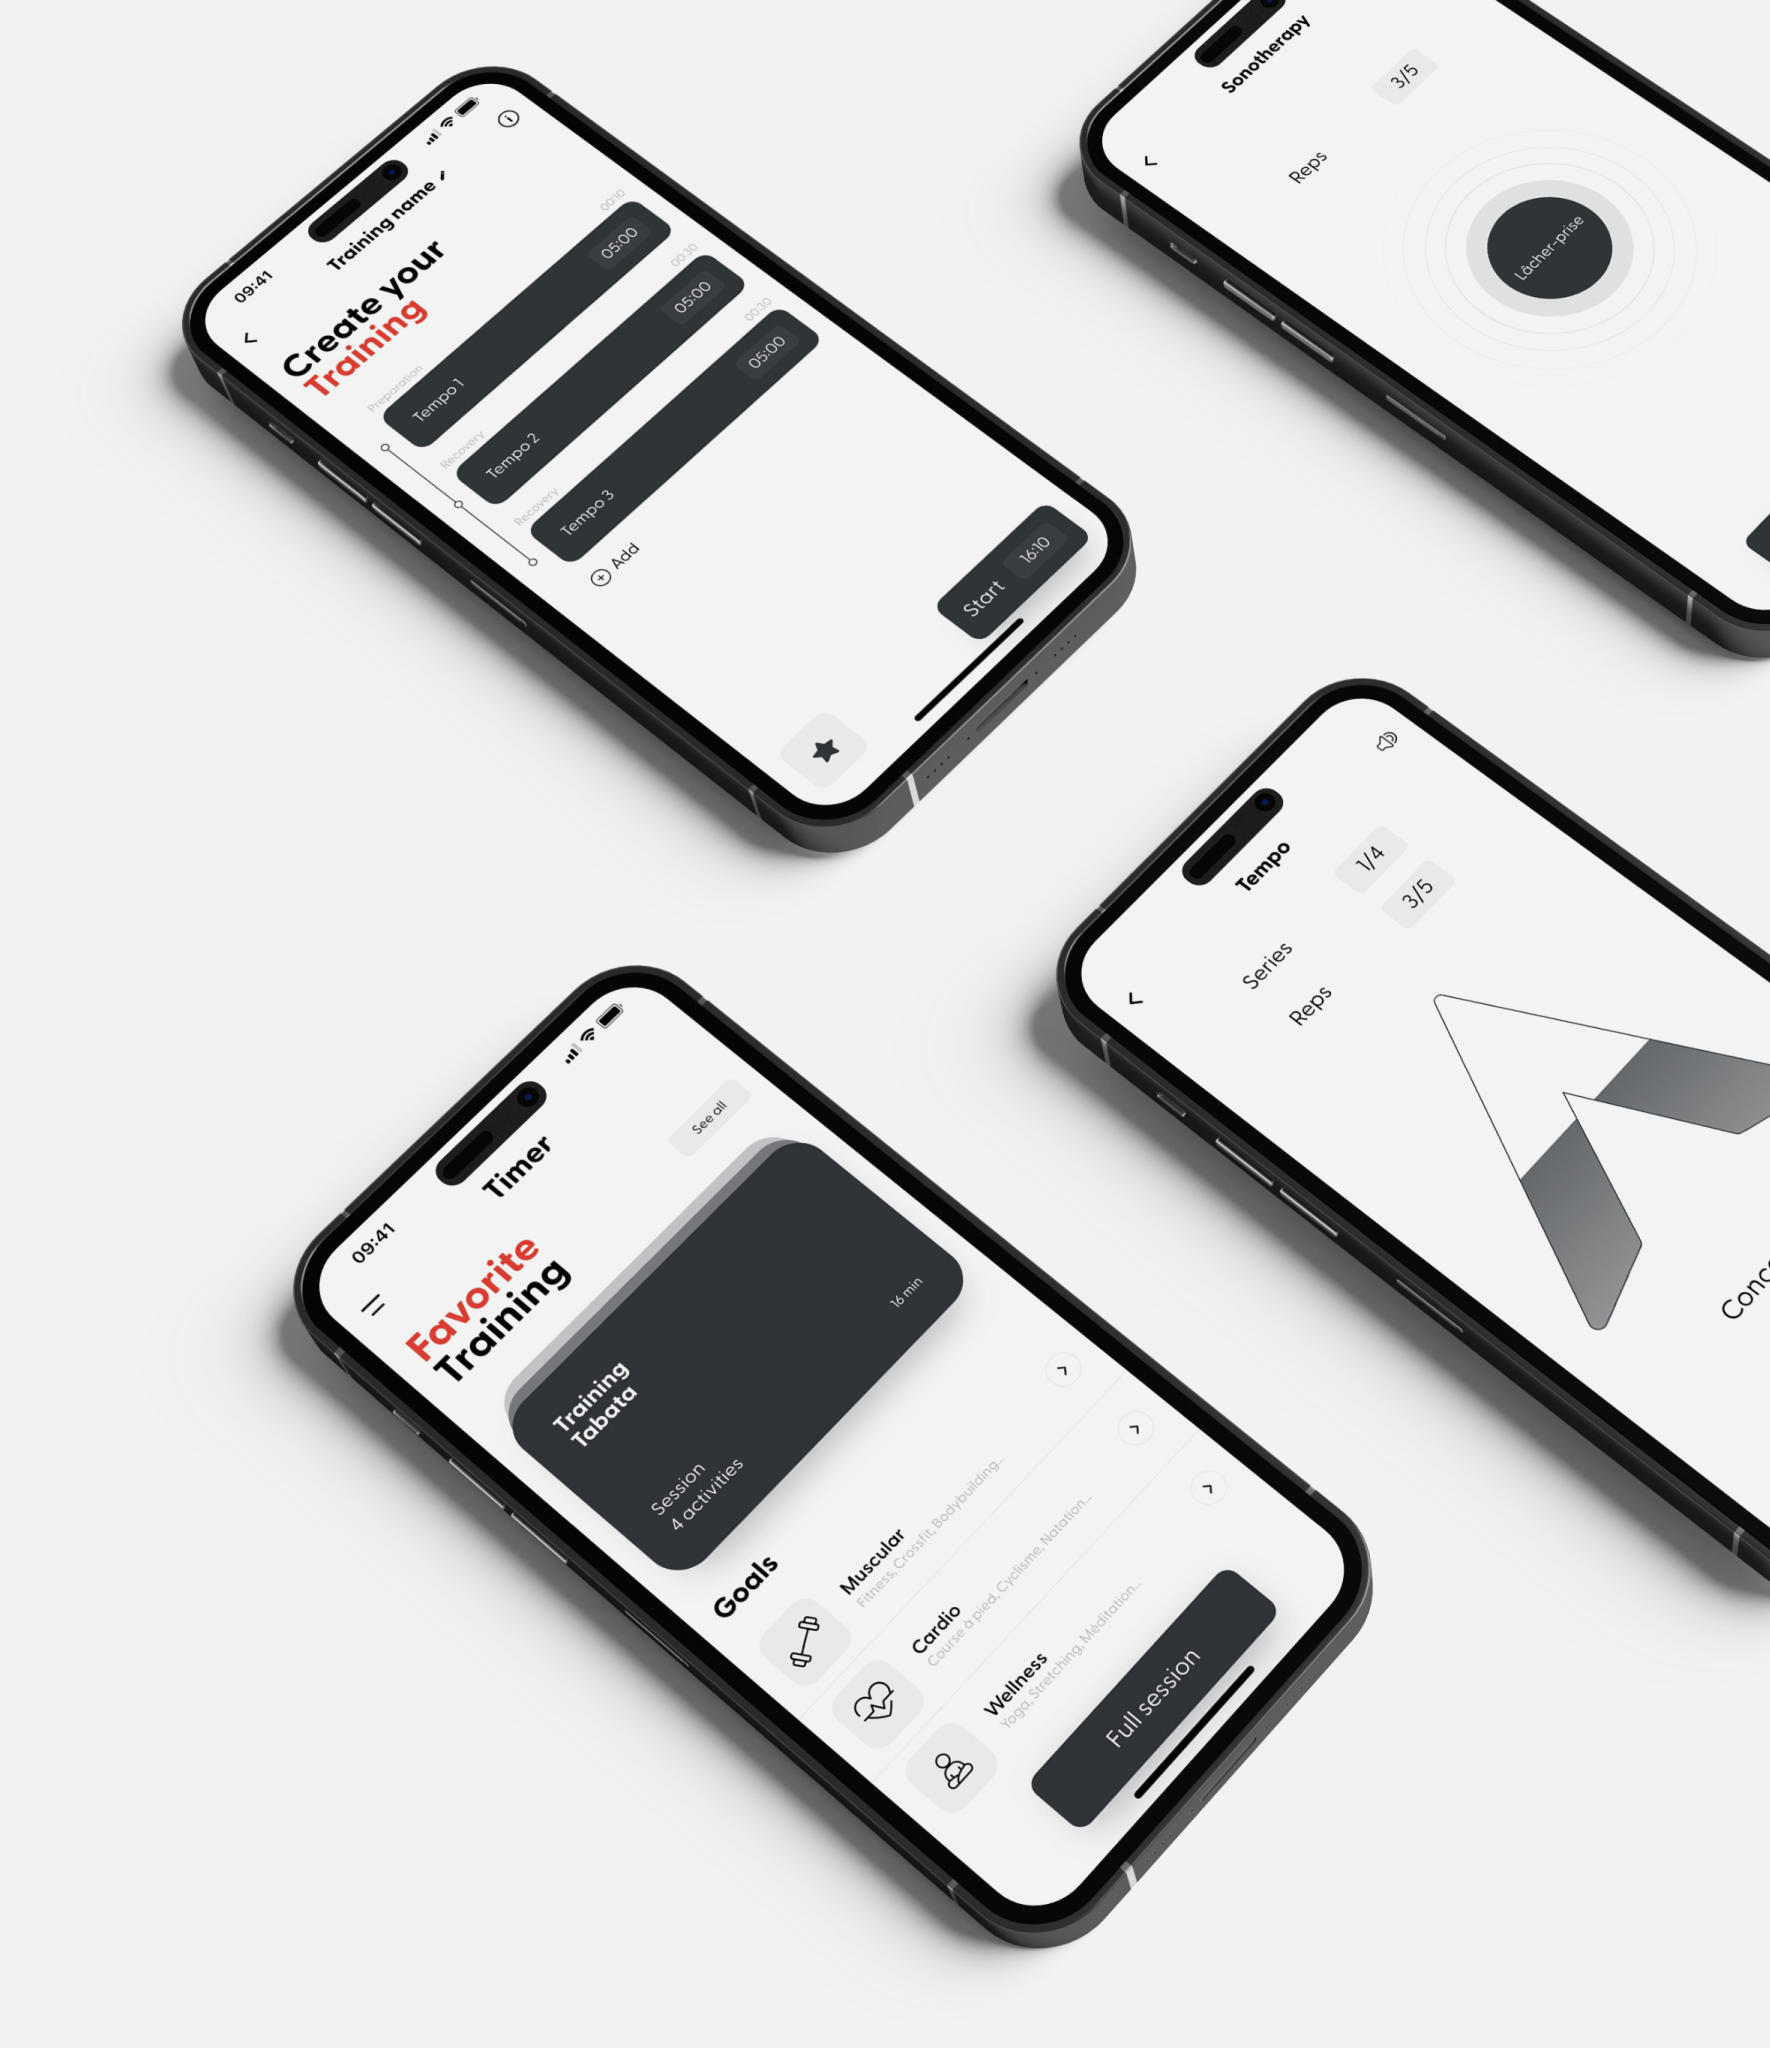 09:41
Training name
Create your
Training
Preparation
00:10
Tempo 1
05:00
Recovery
00:30
Tempo 2
05:00
Recovery
00:30
Tempo 3
05:00
Add
Start
16:10
Sonotherapy
Reps
3/5
Lâcher-prise
Tempo
Series
1/4
Reps
3/5
09:41
Timer
Favorite
Training
See all
Training
Tabata
Session
4 activities
16 min
Goals
Muscular
Fitness, Crossfit, Bodybuilding...
Cardio
Course à pied, Cyclisme, Natation...
Wellness
Yoga, Stretching, Méditation...
Full session